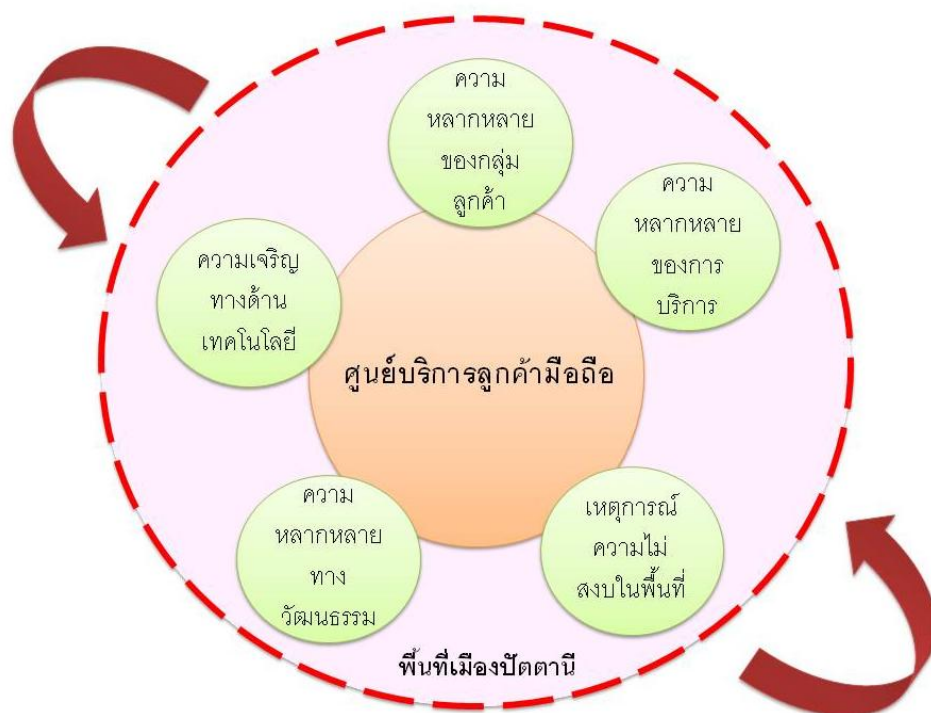 ความ
หลากหลาย
ของกลุ่ม
ลูกค้า
ความ
หลากหลาย
ของการ
บริการ
ความเจริญ
ทางด้าน
เทคโนโลยี
ศูนย์บริการลูกค้ามือถือ
ความ
หลากหลาย
ทาง
วัฒนธรรม
เหตุการณ์
ความไม่
สงบในพื้นที่
พื้นที่เมืองปัตตานี